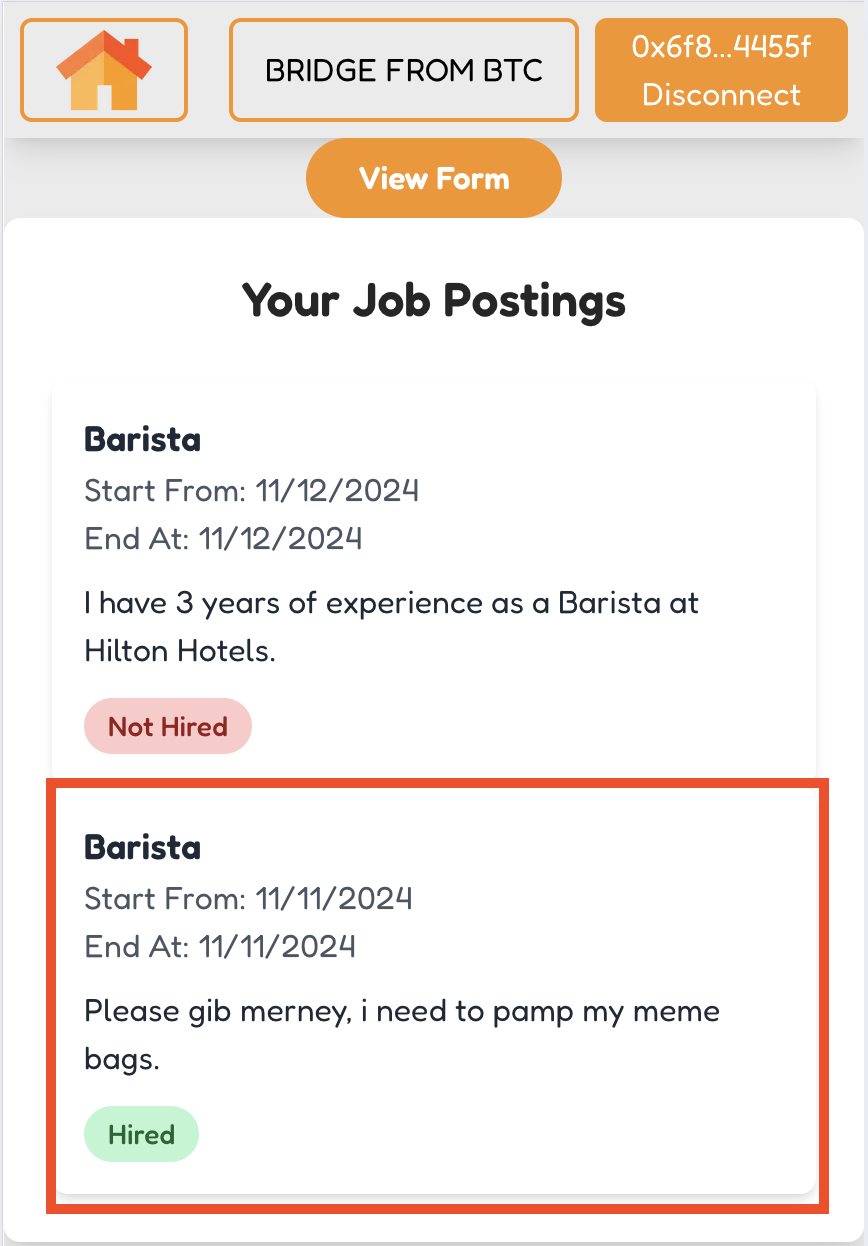 BRIDGE FROM BTC
0x6f8...4455f
Disconnect
View Form
Your Job Postings
Barista
Start From: 11/12/2024
End At: 11/12/2024
I have 3 years of experience as a Barista at
Hilton Hotels.
Not Hired
Barista
Start From: 11/11/2024
End At: 11/11/2024
Please gib merney, i need to pamp my meme
bags.
Hired